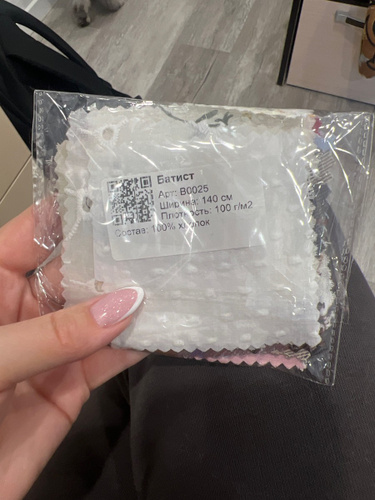 Батист
Арт: B0025
Ширина: 140 см
Плотность: 100 г/м2
Состав: 100% хлопок